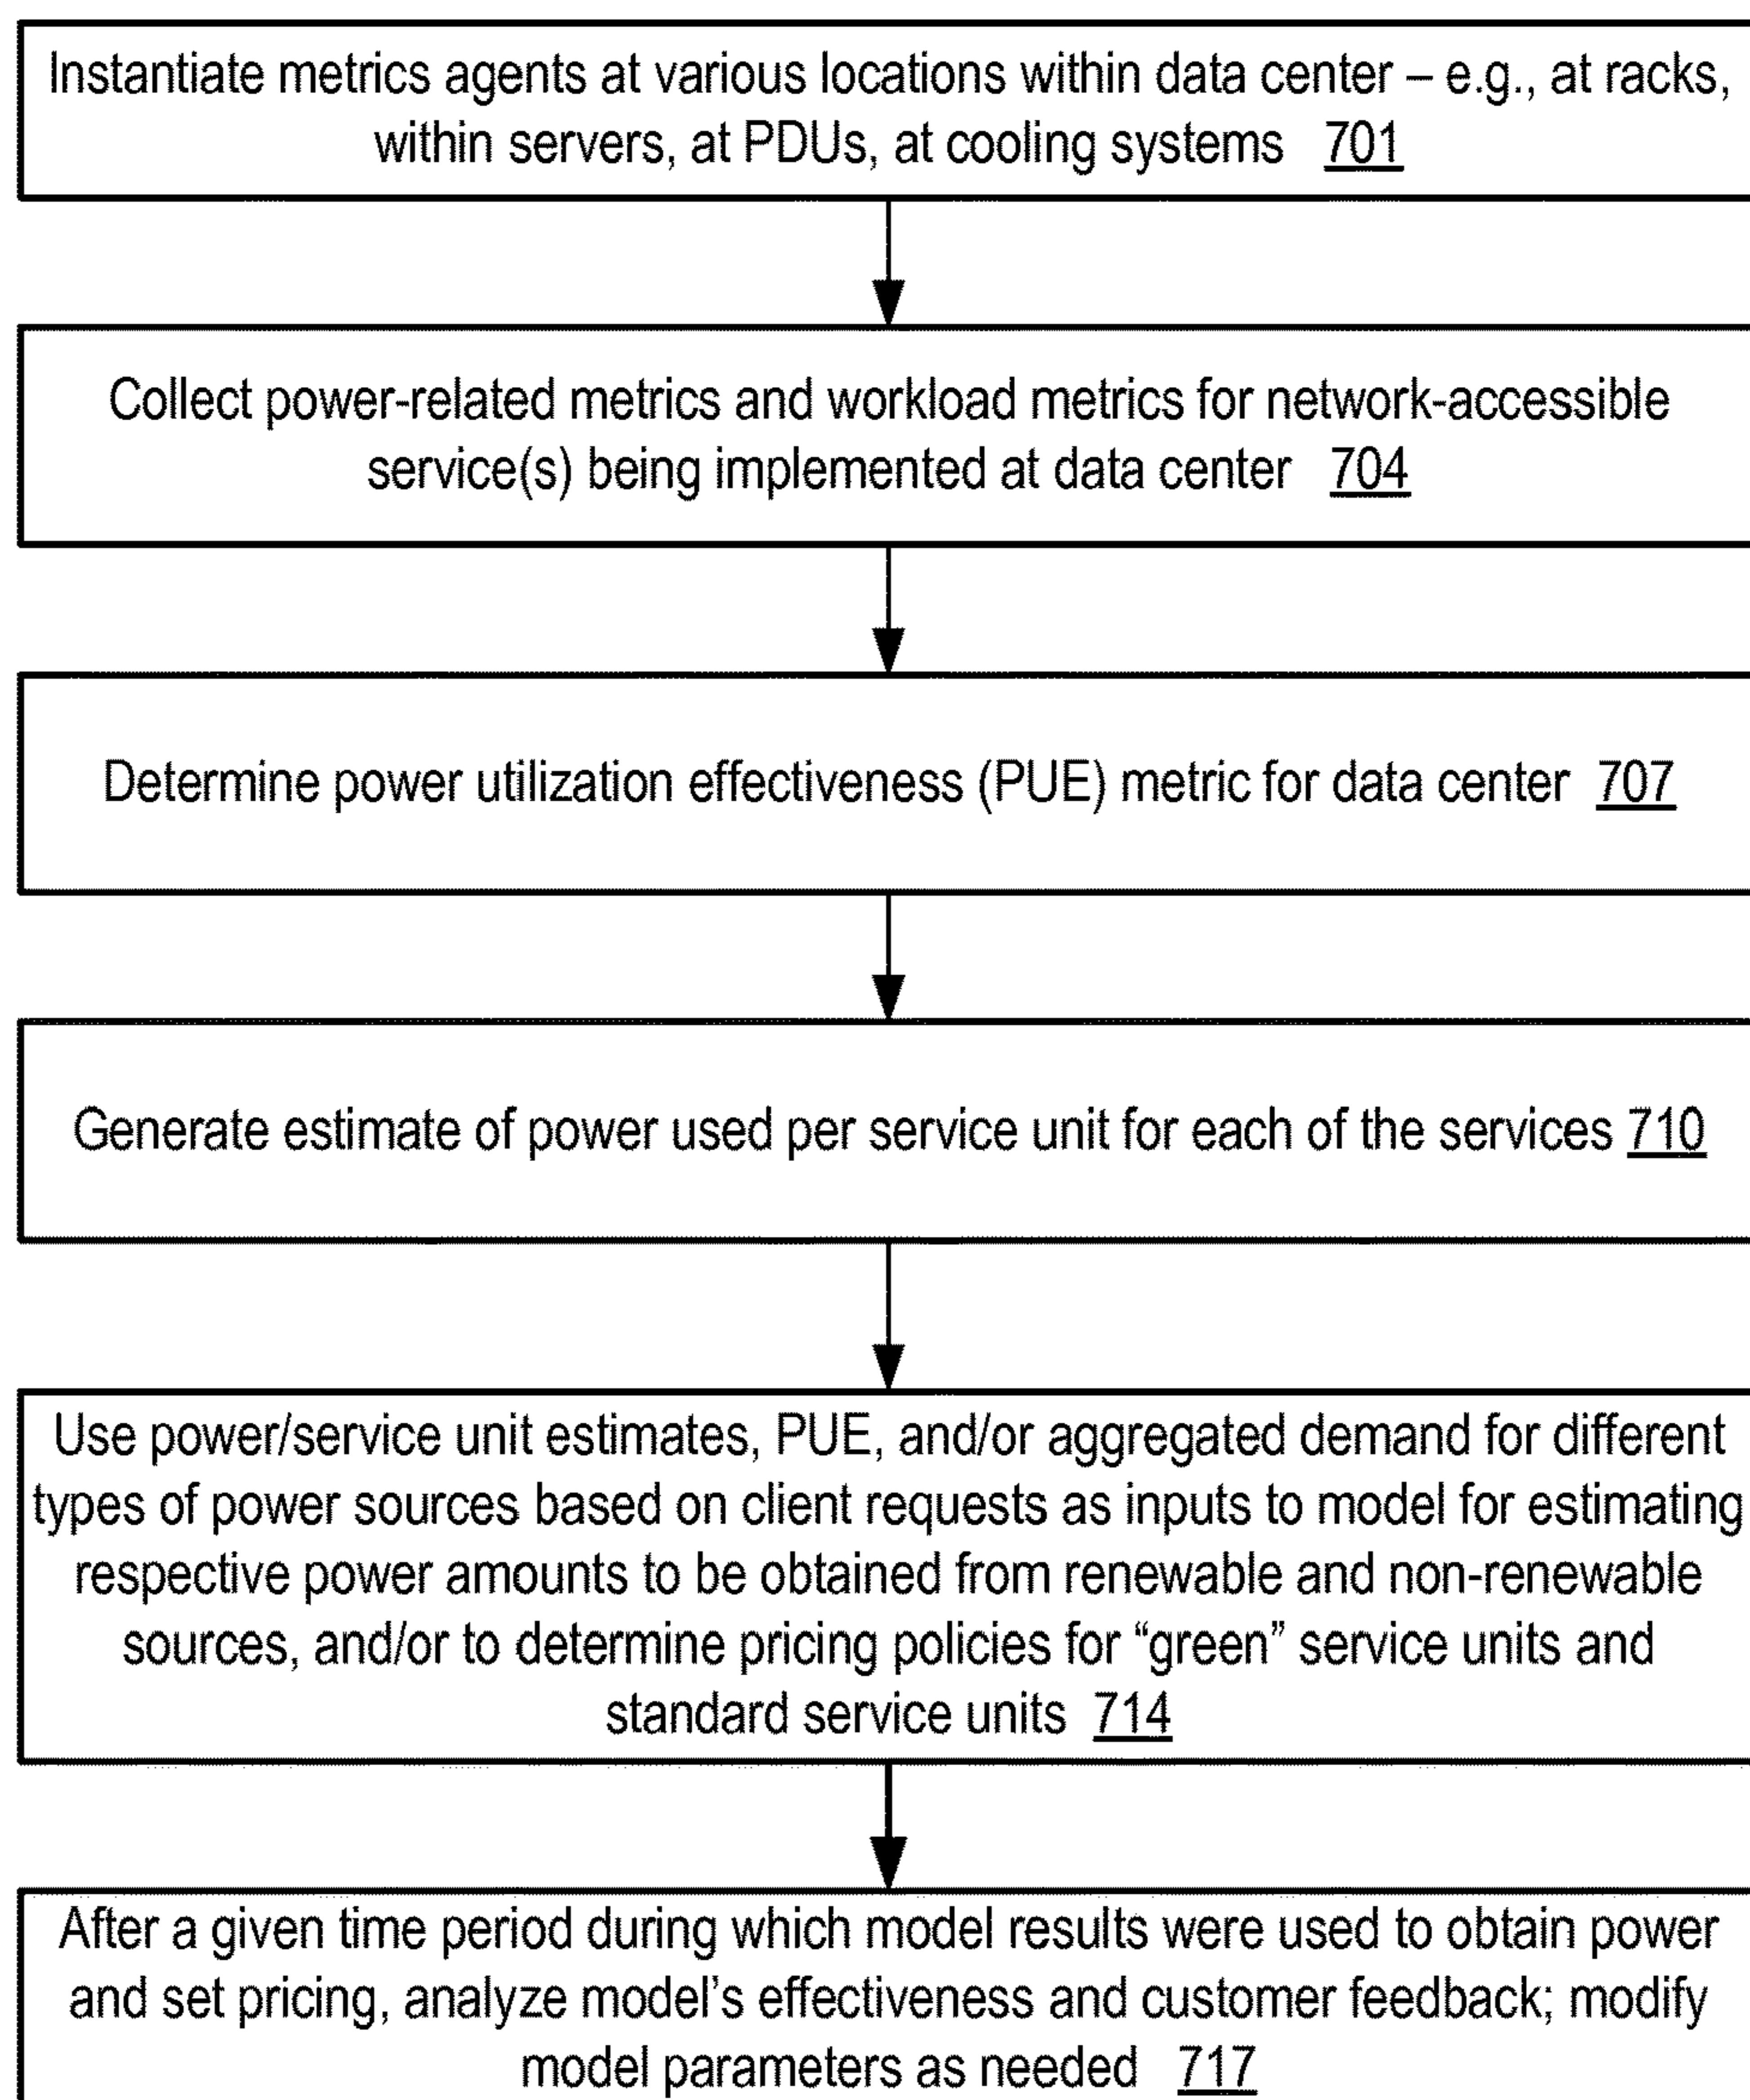 Instantiate metrics agents at various locations within data center – e.g., at racks,
within servers, at PDUs, at cooling systems 701
Collect power-related metrics and workload metrics for network-accessible
service(s) being implemented at data center 704
Determine power utilization effectiveness (PUE) metric for data center 707
Generate estimate of power used per service unit for each of the services 710
Use power/service unit estimates, PUE, and/or aggregated demand for different
types of power sources based on client requests as inputs to model for estimating
respective power amounts to be obtained from renewable and non-renewable
sources, and/or to determine pricing policies for “green” service units and
standard service units 714
After a given time period during which model results were used to obtain power
and set pricing, analyze model’s effectiveness and customer feedback; modify
model parameters as needed 717